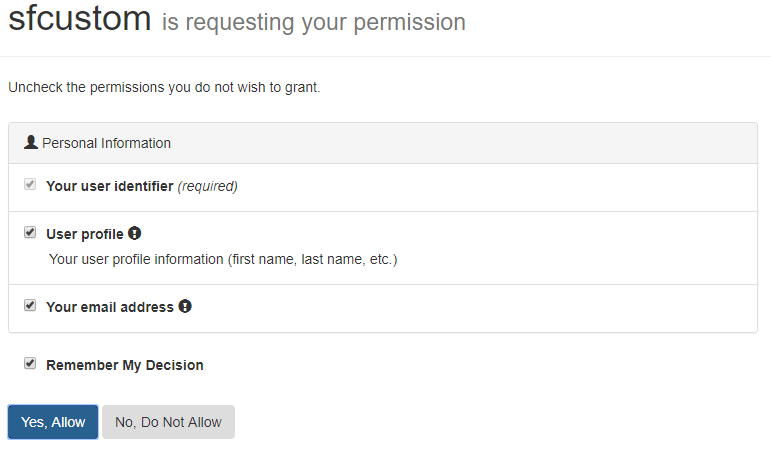 sfcustom is requesting your permission
Uncheck the permissions you do not wish to grant.
Personal Information
Your user identifier (required)
User profile
Your user profile information (first name, last name, etc.)
Your email address
Remember My Decision
Yes, Allow No, Do Not Allow